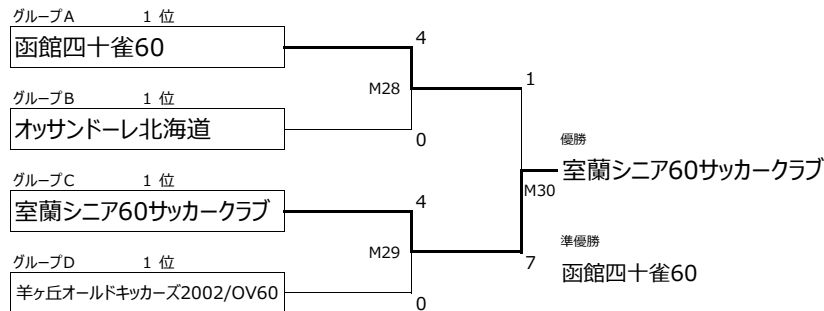 グループA 1 位
函館四十雀60
4
M28
1
グループB 1 位
オッサンドーレ北海道
0
優勝
室蘭シニア60サッカークラブ
M30
グループC 1 位
室蘭シニア60サッカークラブ
4
M29
7
準優勝
函館四十雀60
グループD 1 位
羊ヶ丘オールドキッカーズ2002/OV60
0